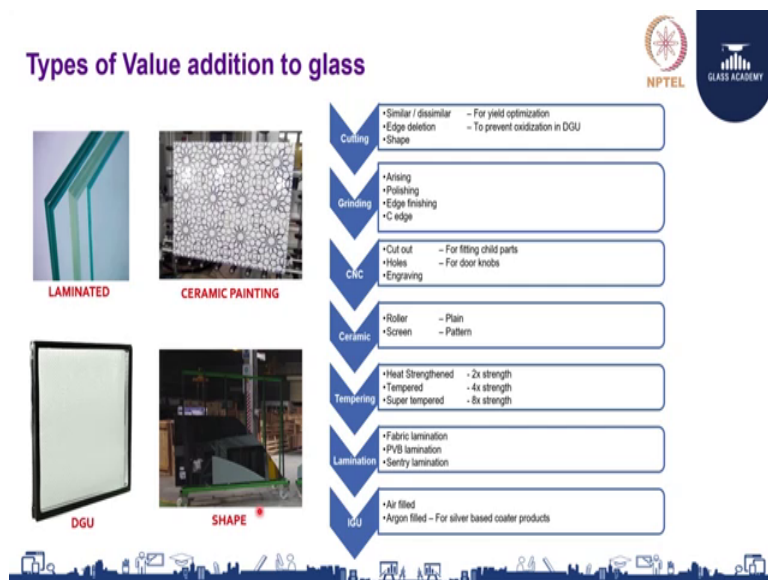 Types of Value addition to glass
NPTEL
GLASS ACADEMY
LAMINATED
CERAMIC PAINTING
DGU
SHAPE
Cutting
•Similar / dissimilar – For yield optimization
•Edge deletion – To prevent oxidization in DGU
•Shape
Grinding
•Arising
•Polishing
•Edge finishing
•C edge
CNC
•Cut out – For fitting child parts
•Holes – For door knobs
•Engraving
Ceramic
•Roller – Plain
•Screen – Pattern
Tempering
•Heat Strengthened - 2x strength
•Tempered - 4x strength
•Super tempered - 8x strength
Lamination
•Fabric lamination
•PVB lamination
•Sentry lamination
IGU
•Air filled
•Argon filled – For silver based coater products